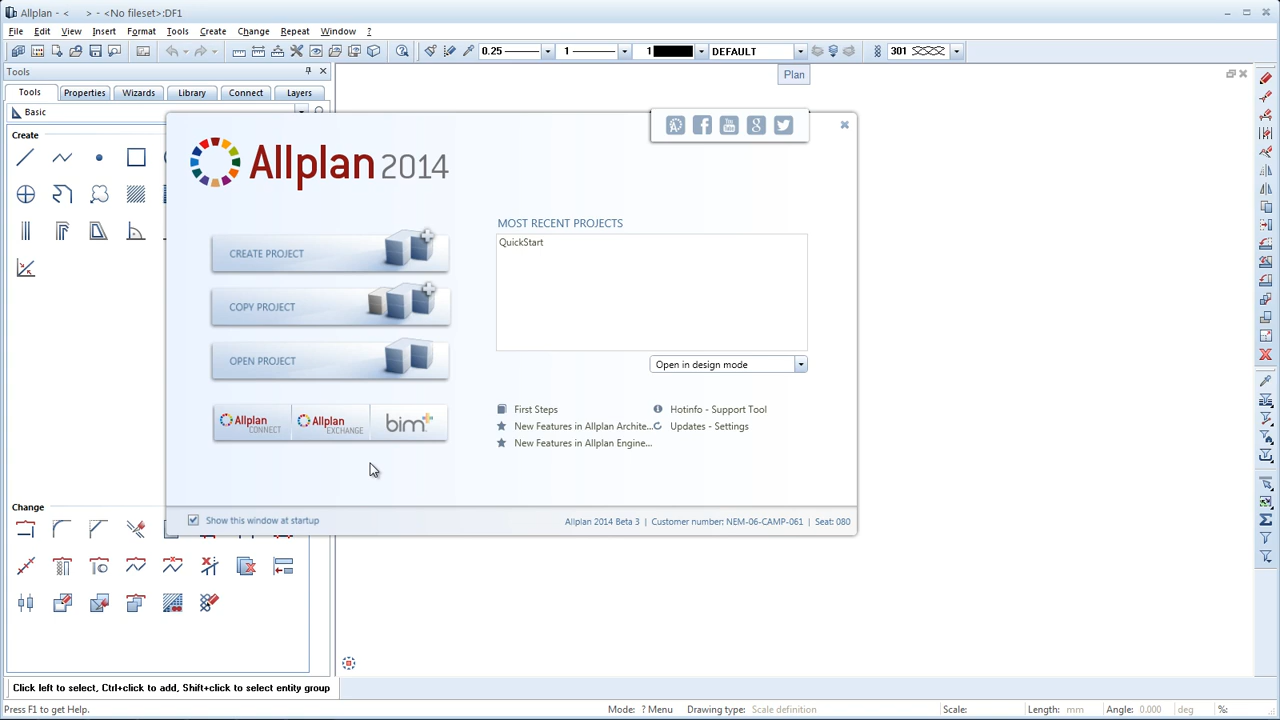 Allplan - <      > - <No fileset>:DF1
File Edit View Insert Format Tools Create Change Repeat Window ?
0.25 1 1 DEFAULT 301
Tools
Plan
Tools Properties Wizards Library Connect Layers
Basic
Create
Allplan 2014
MOST RECENT PROJECTS
QuickStart
CREATE PROJECT
COPY PROJECT
OPEN PROJECT
Open in design mode
Allplan CONNECT
Allplan EXCHANGE
bim+
First Steps
Hotinfo - Support Tool
New Features in Allplan Archite...
Updates - Settings
New Features in Allplan Engine...
Change
Show this window at startup
Allplan 2014 Beta 3 | Customer number: NEM-06-CAMP-061 | Seat: 080
Click left to select, Ctrl+click to add, Shift+click to select entity group
Press F1 to get Help.
Mode: ? Menu Drawing type: Scale definition Scale: Length: mm Angle: 0.000 deg %: